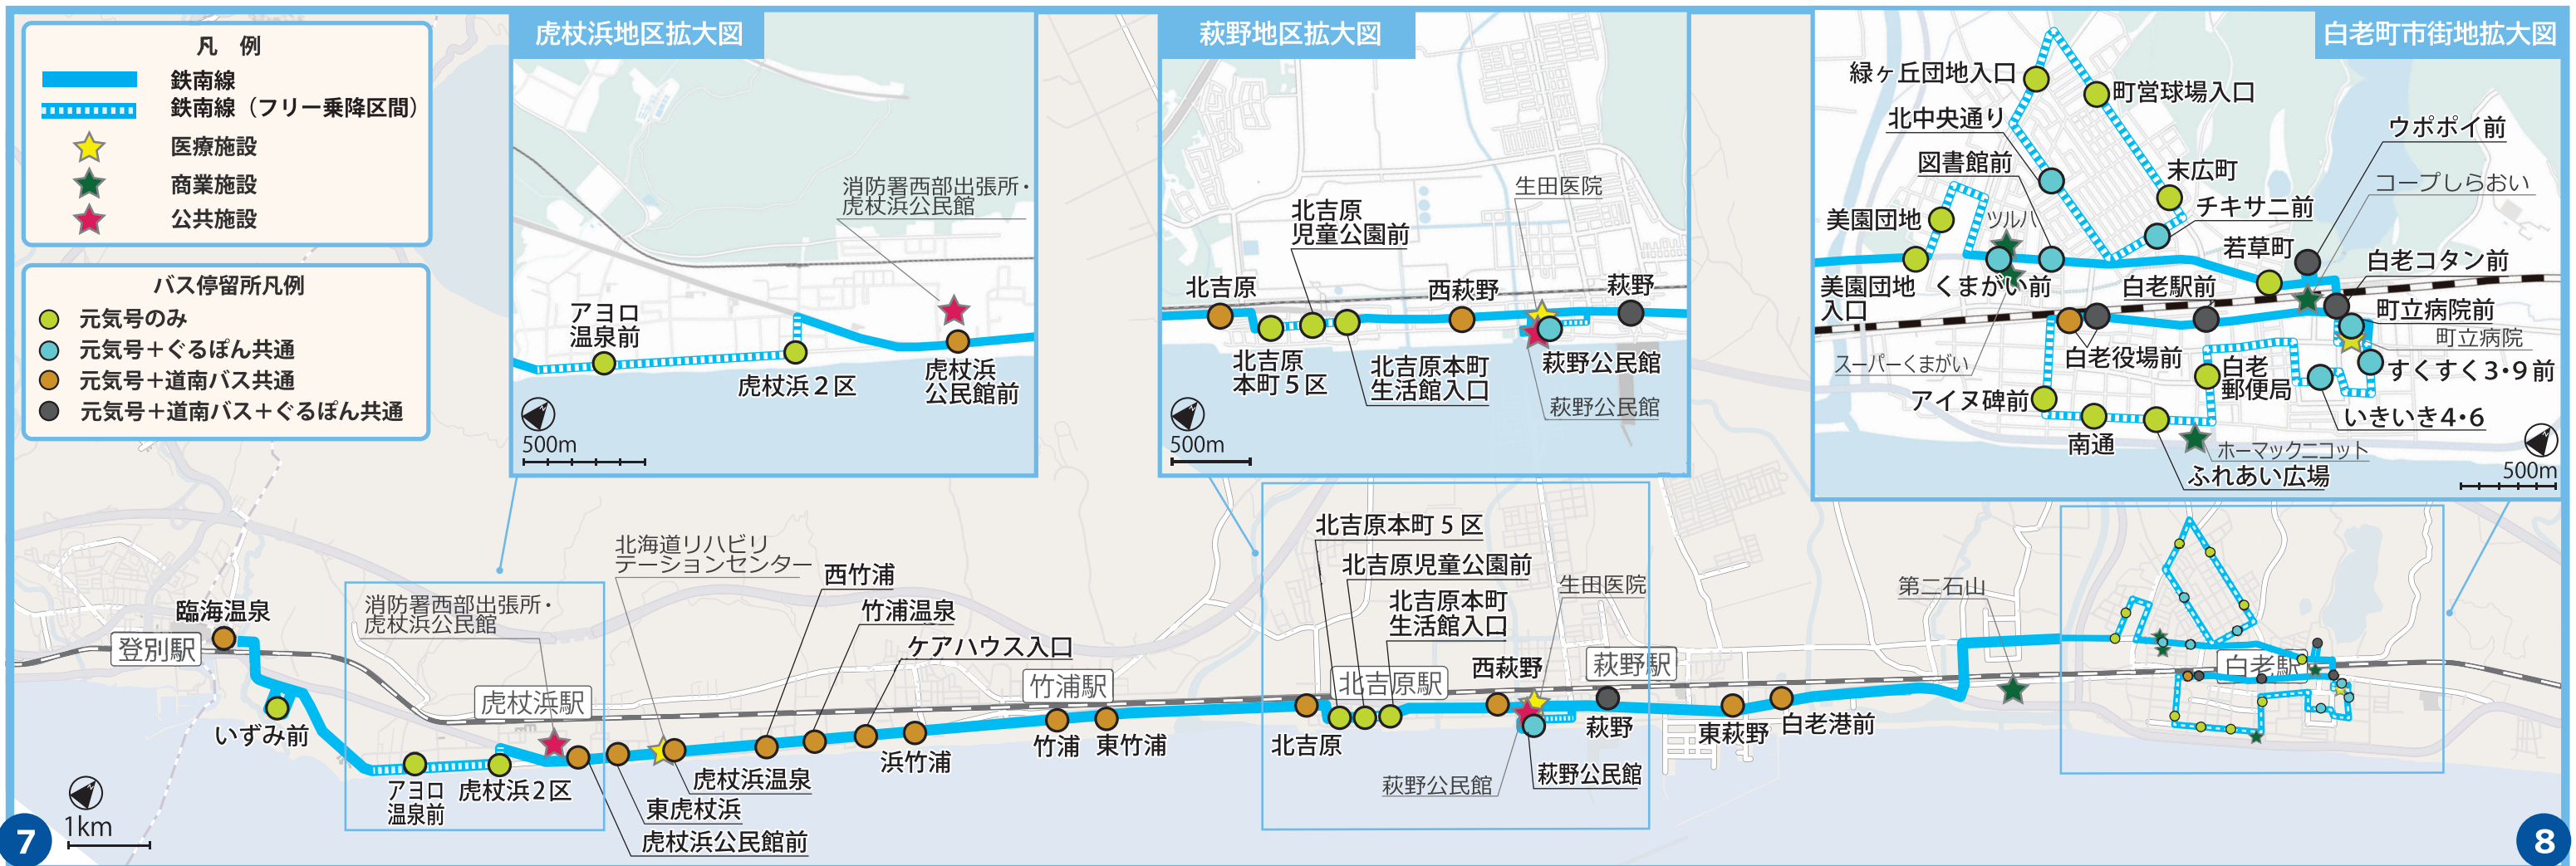 凡　例
鉄南線
鉄南線（フリー乗降区間）
医療施設
商業施設
公共施設
バス停留所凡例
元気号のみ
元気号＋ぐるぽん共通
元気号＋道南バス共通
元気号＋道南バス＋ぐるぽん共通
虎杖浜地区拡大図
消防署西部出張所・
虎杖浜公民館
アヨロ
温泉前
虎杖浜２区
虎杖浜
公民館前
500m
萩野地区拡大図
生田医院
北吉原
児童公園前
北吉原
西萩野
萩野
北吉原
本町５区
北吉原本町
生活館入口
萩野公民館
萩野公民館
500m
白老町市街地拡大図
緑ヶ丘団地入口
町営球場入口
北中央通り
ウポポイ前
図書館前
末広町
コープしらおい
美園団地
ツルハ
チキサニ前
若草町
白老コタン前
美園団地
入口
くまがい前
白老駅前
町立病院前
町立病院
スーパーくまがい
白老役場前
白老
郵便局
すくすく3・9前
アイヌ碑前
いきいき4・6
南通
ホーマックニコット
ふれあい広場
500m
臨海温泉
登別駅
いずみ前
消防署西部出張所・
虎杖浜公民館
虎杖浜駅
アヨロ
温泉前
虎杖浜２区
北海道リハビリ
テーションセンター
西竹浦
竹浦温泉
ケアハウス入口
虎杖浜温泉
東虎杖浜
虎杖浜公民館前
浜竹浦
竹浦駅
竹浦
東竹浦
北吉原本町５区
北吉原児童公園前
北吉原本町
生活館入口
生田医院
北吉原駅
西萩野
萩野駅
北吉原
萩野公民館
萩野公民館
萩野
東萩野
白老港前
第二石山
白老駅
1km
7
8